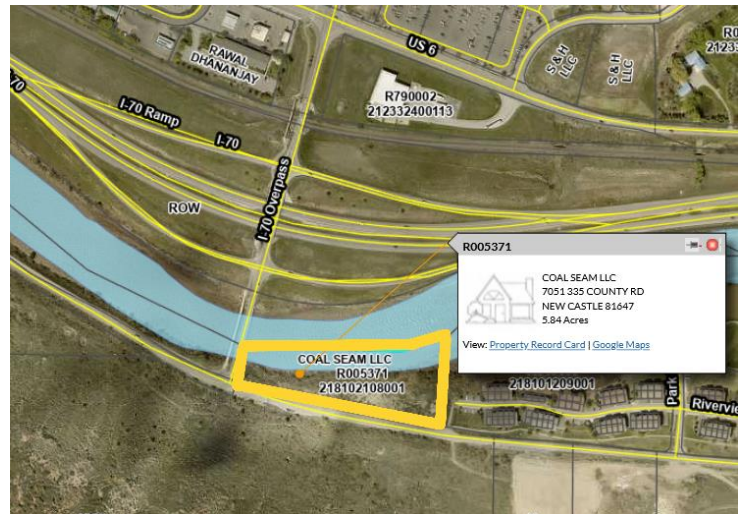 US 6
RAWAL
DHANANJAY
S & H
LLC
S & H
LLC
R0
2123
R790002
212332400113
I-70
I-70 Ramp
I-70
I-70 Overpass
ROW
R005371
COAL SEAM LLC
7051 335 COUNTY RD
NEW CASTLE 81647
5.84 Acres
View: Property Record Card | Google Maps
COAL SEAM LLC
R005371
218102108001
218101209001
Park
Riverview